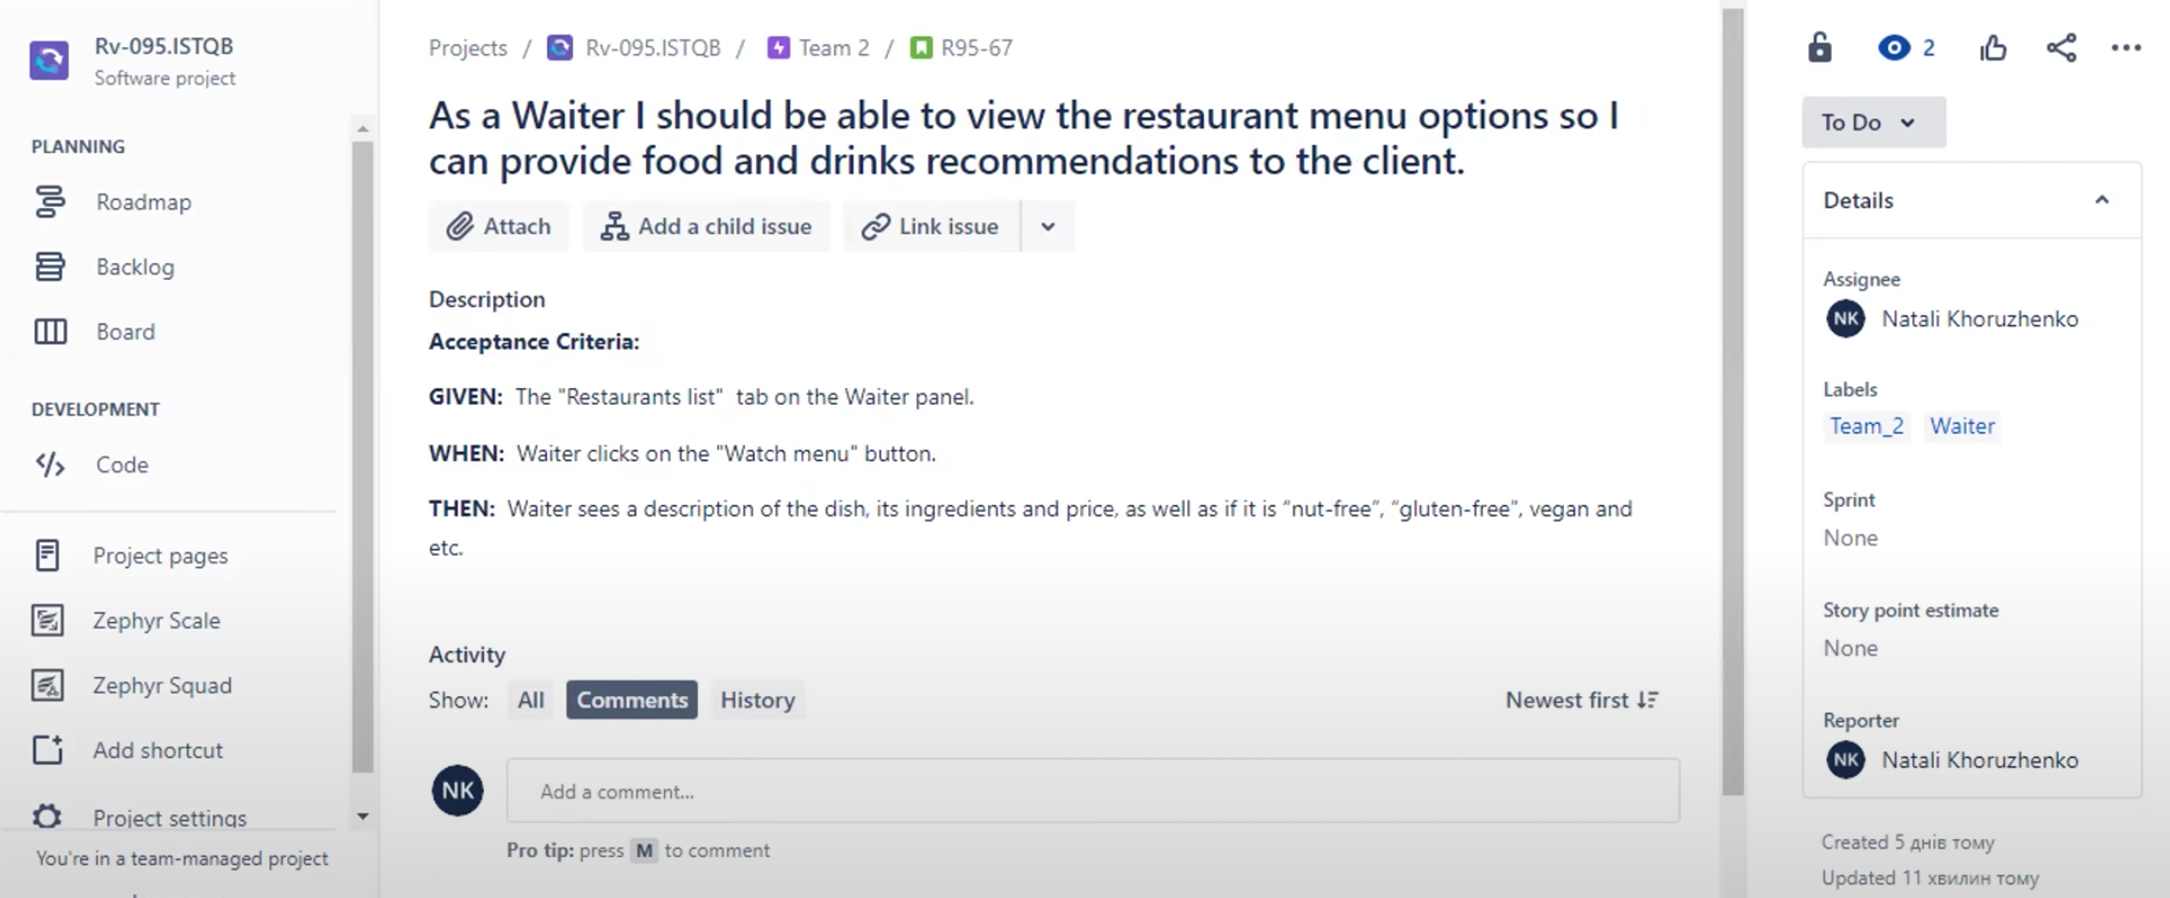 Rv-095.ISTQB
Software project
PLANNING
Roadmap
Backlog
Board
DEVELOPMENT
Code
Project pages
Zephyr Scale
Zephyr Squad
Add shortcut
Project settings
You're in a team-managed project
Projects / Rv-095.ISTQB / Team 2 / R95-67
As a Waiter I should be able to view the restaurant menu options so I
can provide food and drinks recommendations to the client.
Attach
Add a child issue
Link issue
Description
Acceptance Criteria:
GIVEN: The "Restaurants list" tab on the Waiter panel.
WHEN: Waiter clicks on the "Watch menu" button.
THEN: Waiter sees a description of the dish, its ingredients and price, as well as if it is “nut-free”, “gluten-free”, vegan and
etc.
Activity
Show: All Comments History
Newest first
NK
Add a comment...
Pro tip: press M to comment
2
To Do
Details
Assignee
NK Natali Khoruzhenko
Labels
Team_2 Waiter
Sprint
None
Story point estimate
None
Reporter
NK Natali Khoruzhenko
Created 5 днів тому
Updated 11 хвилин тому